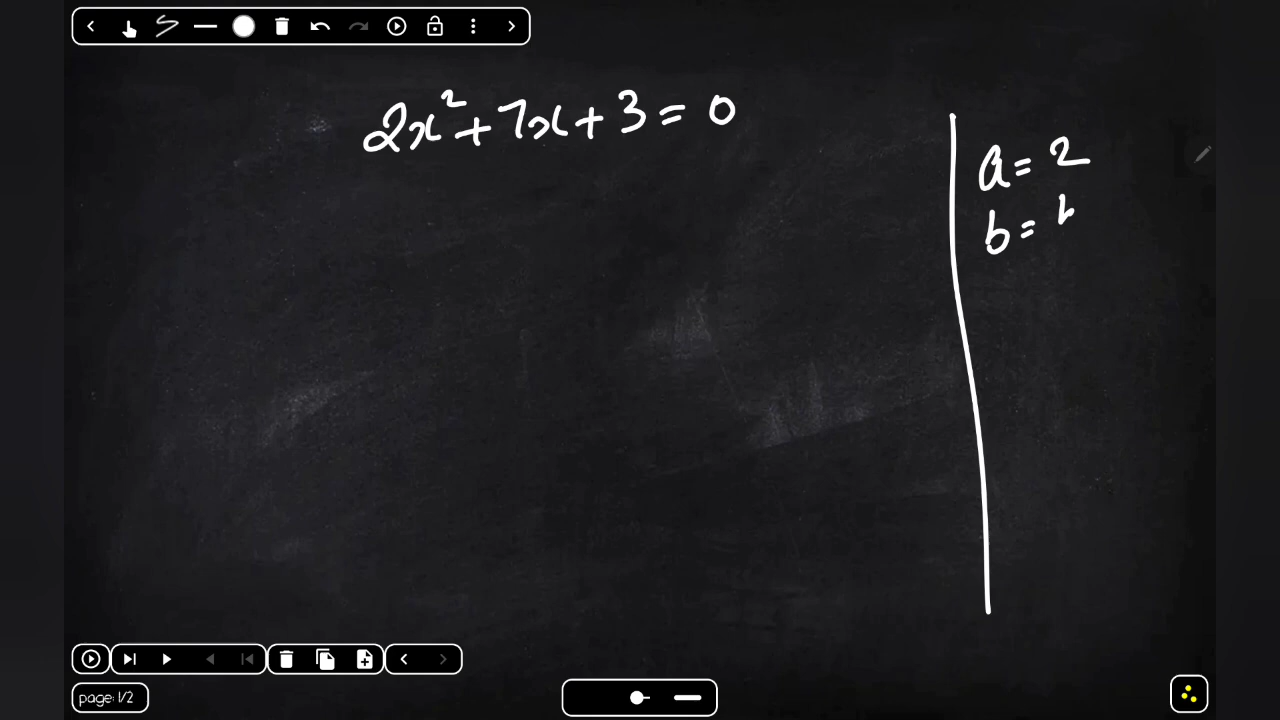 2x²+7x+3=0
a=2
b=
page: 1/2